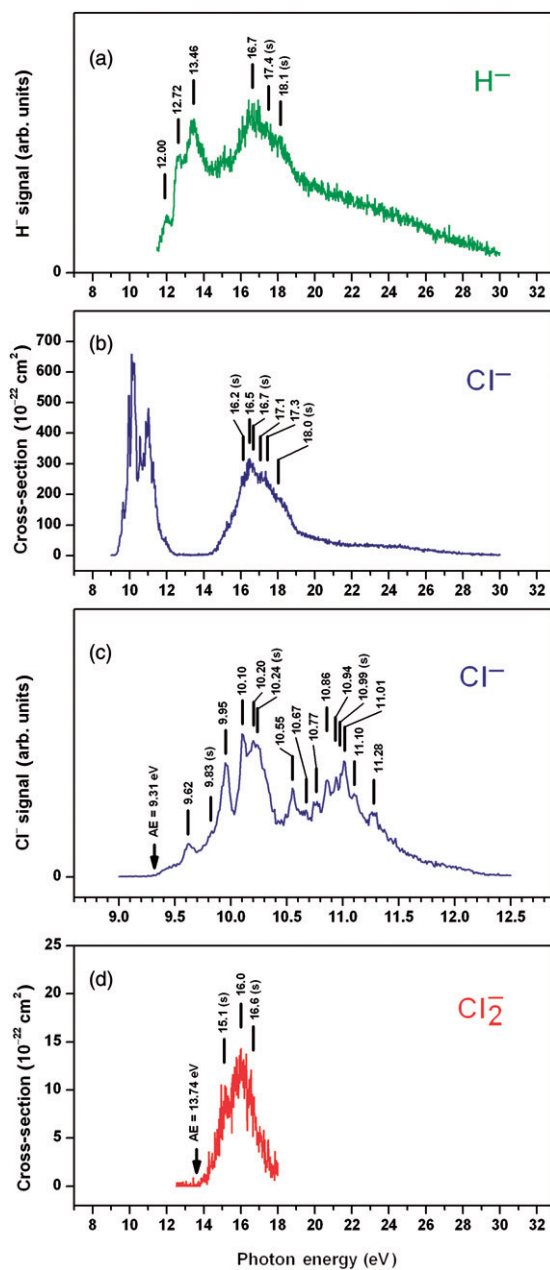 (a)
H⁻
12.00
12.72
13.46
16.7
17.4 (s)
18.1 (s)
H⁻ signal (arb. units)
0
8 10 12 14 16 18 20 22 24 26 28 30 32
(b)
Cl⁻
16.2 (s)
16.5
16.7 (s)
17.1
17.3
18.0 (s)
Cross-section (10⁻²² cm²)
700
600
500
400
300
200
100
0
8 10 12 14 16 18 20 22 24 26 28 30 32
(c)
Cl⁻
AE = 9.31 eV
9.62
9.83 (s)
9.95
10.10
10.20
10.24 (s)
10.55
10.67
10.77
10.86
10.94
10.99 (s)
11.01
11.10
11.28
Cl⁻ signal (arb. units)
0
9.0 9.5 10.0 10.5 11.0 11.5 12.0 12.5
(d)
Cl₂⁻
AE = 13.74 eV
15.1 (s)
16.0
16.6 (s)
Cross-section (10⁻²² cm²)
25
20
15
10
5
0
8 10 12 14 16 18 20 22 24 26 28 30 32
Photon energy (eV)